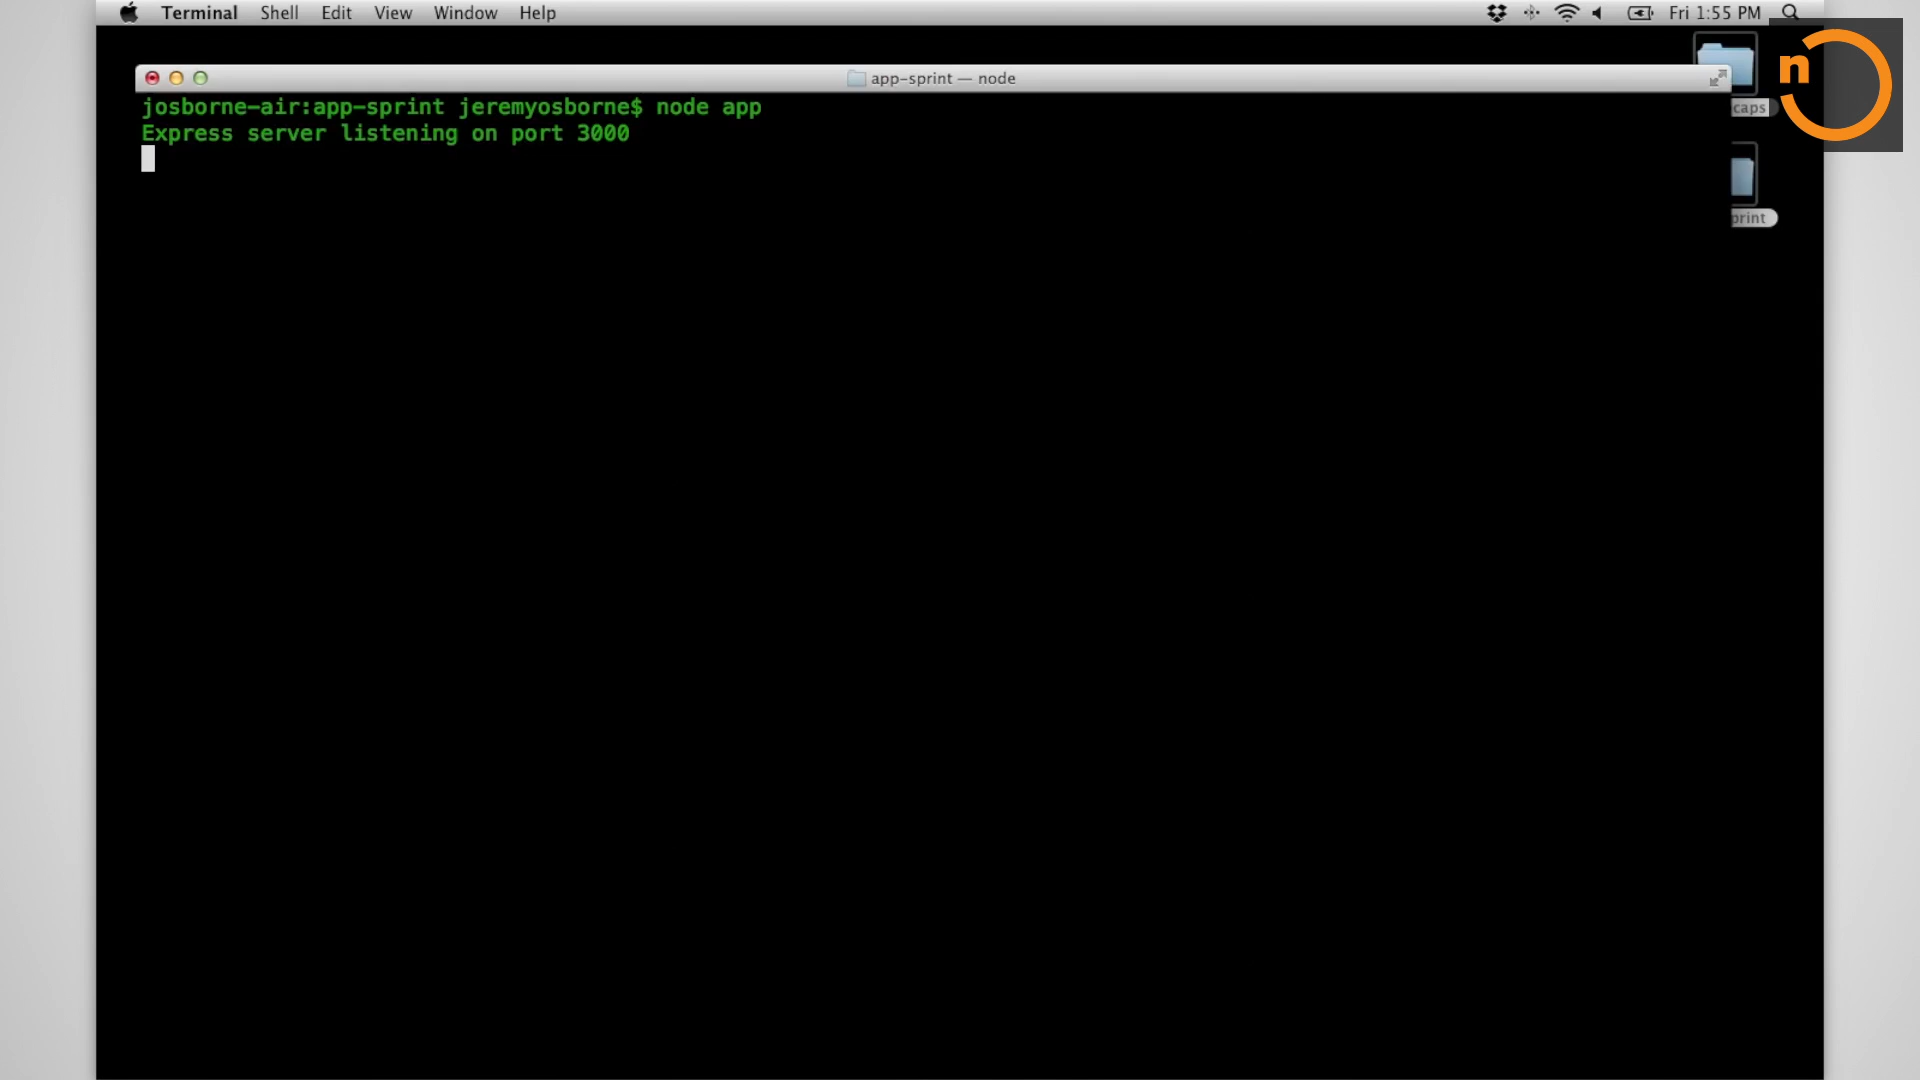 Terminal Shell Edit View Window Help Fri 1:55 PM
n
app-sprint — node
josborne-air:app-sprint jeremyosborne$ node app
caps
Express server listening on port 3000
print